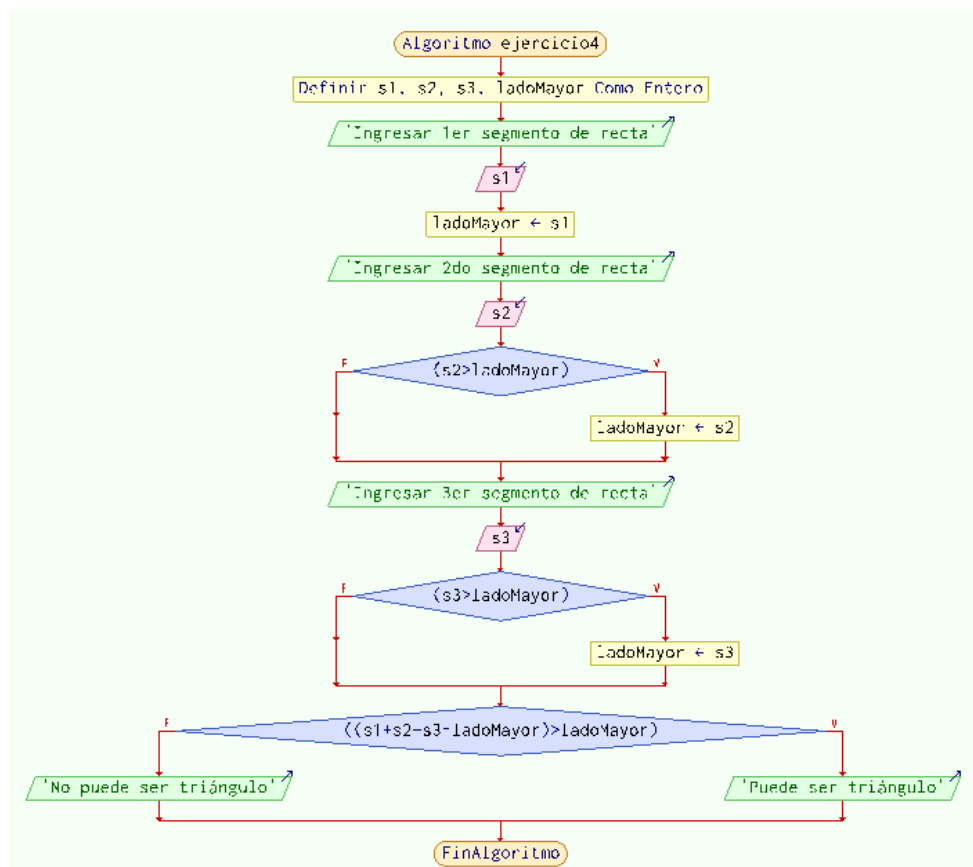 Algoritmo ejercicio4
Definir s1, s2, s3, ladoMayor Como Entero
'Ingresar 1er segmento de recta'
s1
ladoMayor ← s1
'Ingresar 2do segmento de recta'
s2
(s2>ladoMayor)
F
V
ladoMayor ← s2
'Ingresar 3er segmento de recta'
s3
(s3>ladoMayor)
F
V
ladoMayor ← s3
((s1+s2-s3-ladoMayor)>ladoMayor)
F
V
'No puede ser triángulo'
'Puede ser triángulo'
FinAlgoritmo